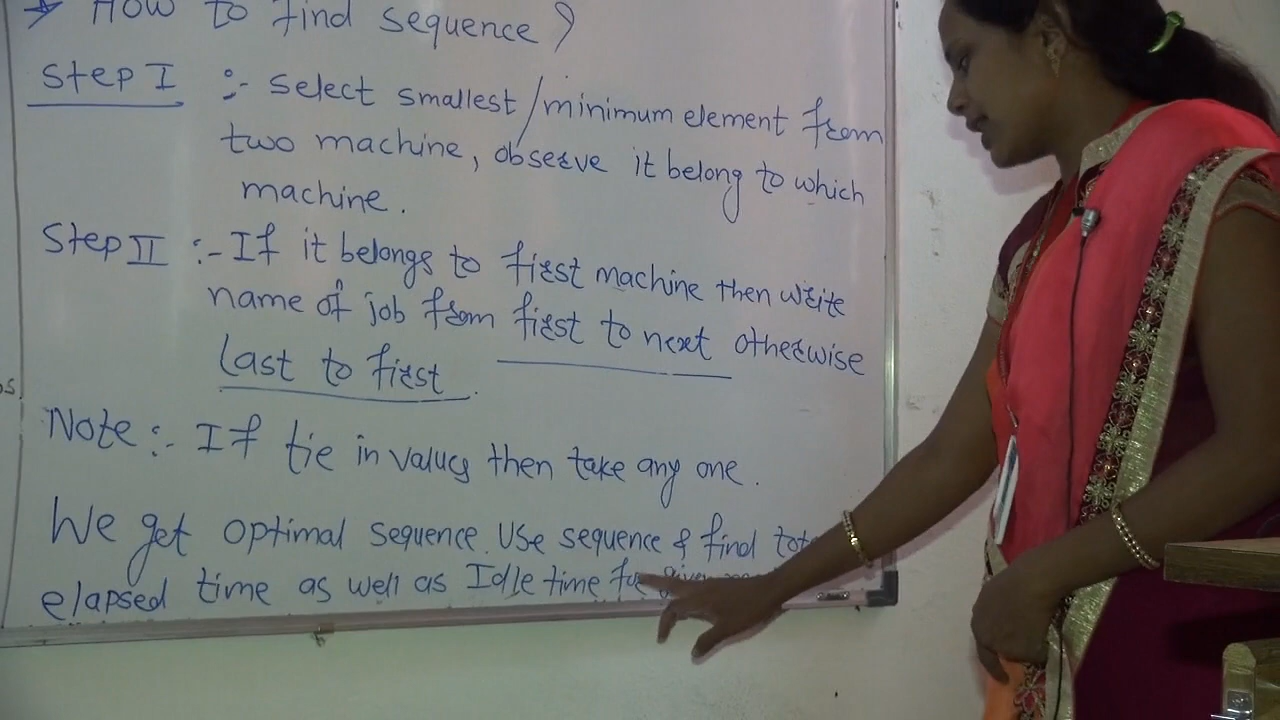 → How to find sequence?
Step I :- Select smallest/minimum element from
two machine, observe it belong to which
machine.
Step II :- If it belongs to first machine then write
name of job from first to next otherwise
last to first.
Note :- If tie in values then take any one.
We get optimal sequence. Use sequence & find
elapsed time as well as Idle time for